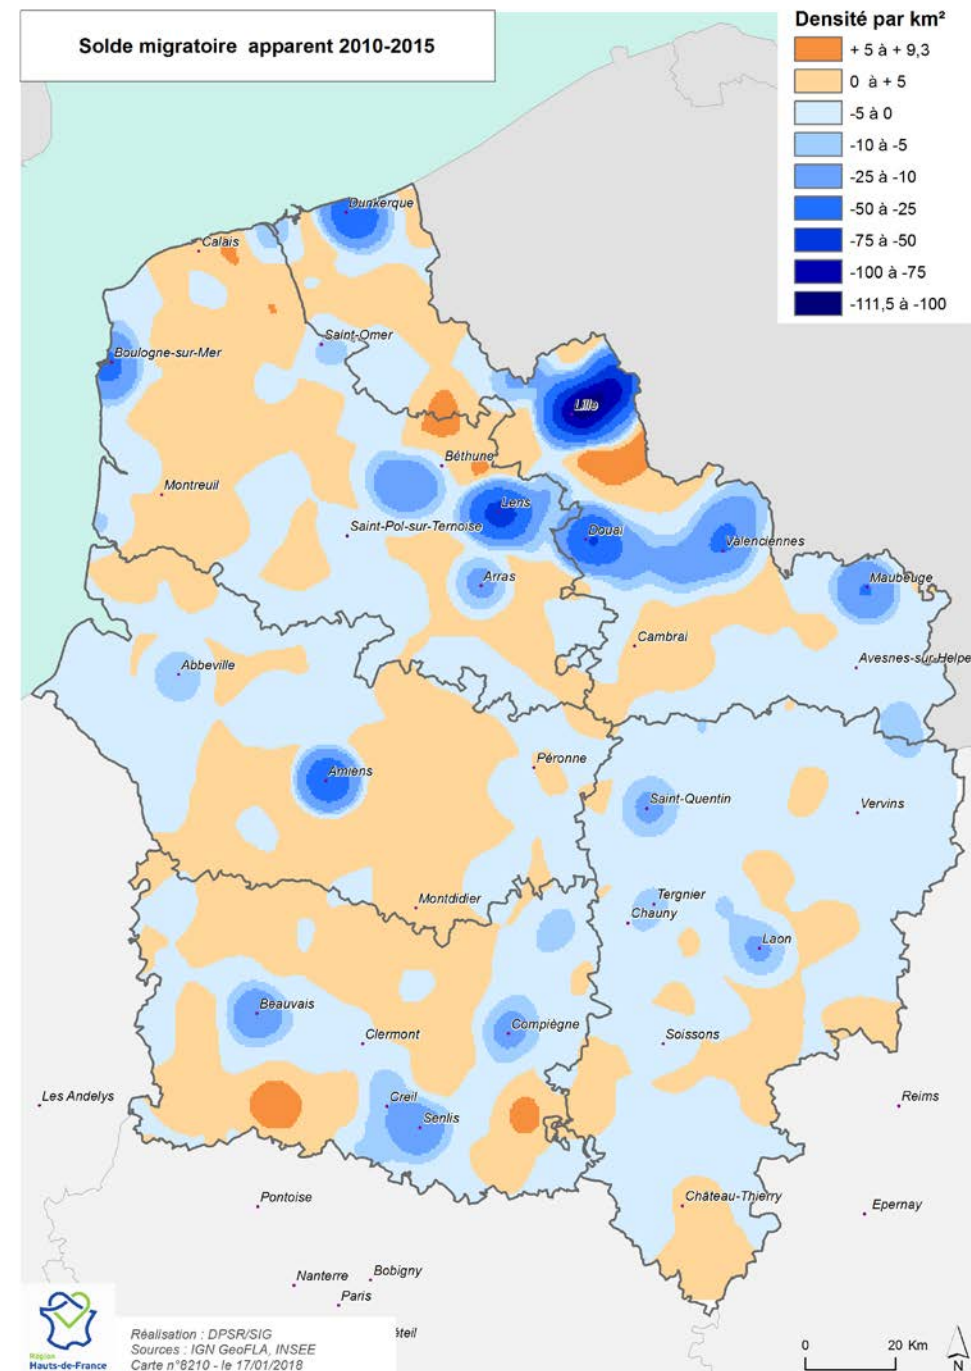 Solde migratoire apparent 2010-2015
Densité par km²
+ 5 à + 9,3
0 à + 5
-5 à 0
-10 à -5
-25 à -10
-50 à -25
-75 à -50
-100 à -75
-111,5 à -100
Dunkerque
Calais
Saint-Omer
Boulogne-sur-Mer
Lille
Béthune
Montreuil
Lens
Saint-Pol-sur-Ternoise
Douai
Valenciennes
Arras
Maubeuge
Cambrai
Avesnes-sur-Helpe
Abbeville
Péronne
Amiens
Saint-Quentin
Vervins
Tergnier
Montdidier
Chauny
Laon
Beauvais
Compiègne
Clermont
Soissons
Les Andelys
Creil
Reims
Senlis
Pontoise
Château-Thierry
Epernay
Nanterre
Bobigny
Paris
éteil
Région
Hauts-de-France
Réalisation : DPSR/SIG
Sources : IGN GeoFLA, INSEE
Carte n°8210 - le 17/01/2018
0 20 Km
N